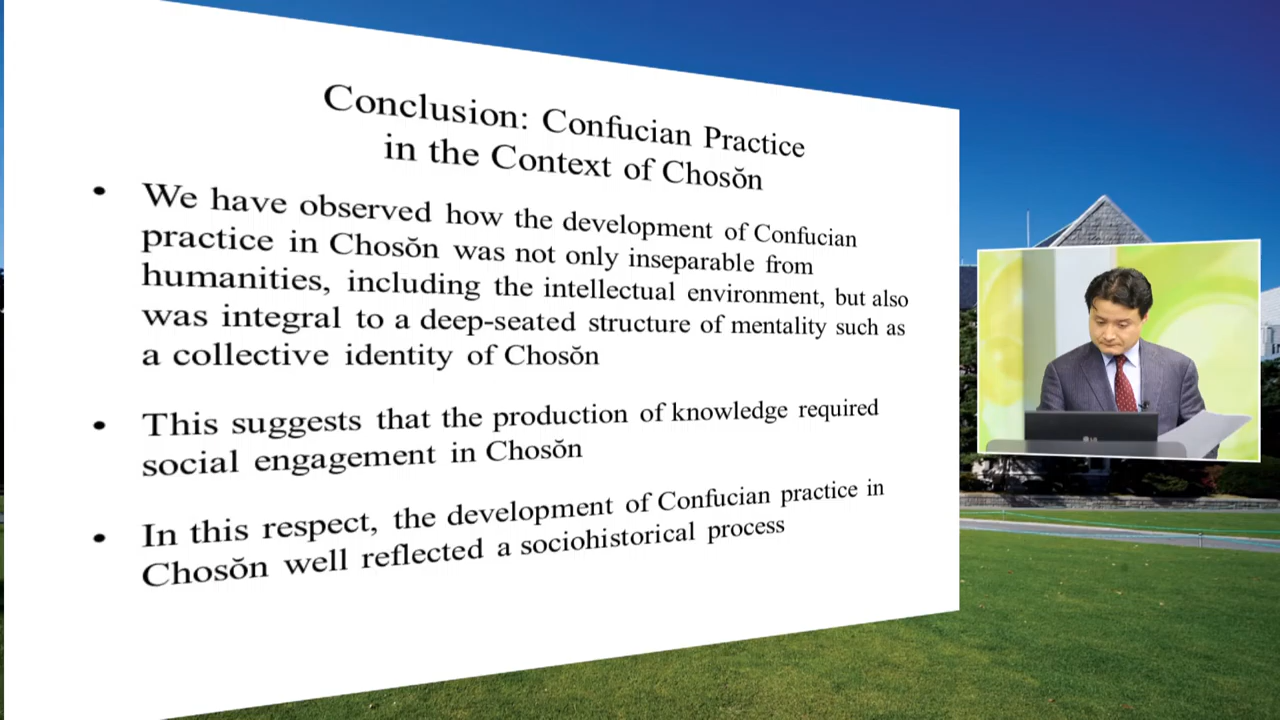 Conclusion: Confucian Practice
in the Context of Chosŏn
• We have observed how the development of Confucian
practice in Chosŏn was not only inseparable from
humanities, including the intellectual environment, but also
was integral to a deep-seated structure of mentality such as
a collective identity of Chosŏn
• This suggests that the production of knowledge required
social engagement in Chosŏn
• In this respect, the development of Confucian practice in
Chosŏn well reflected a sociohistorical process
LG